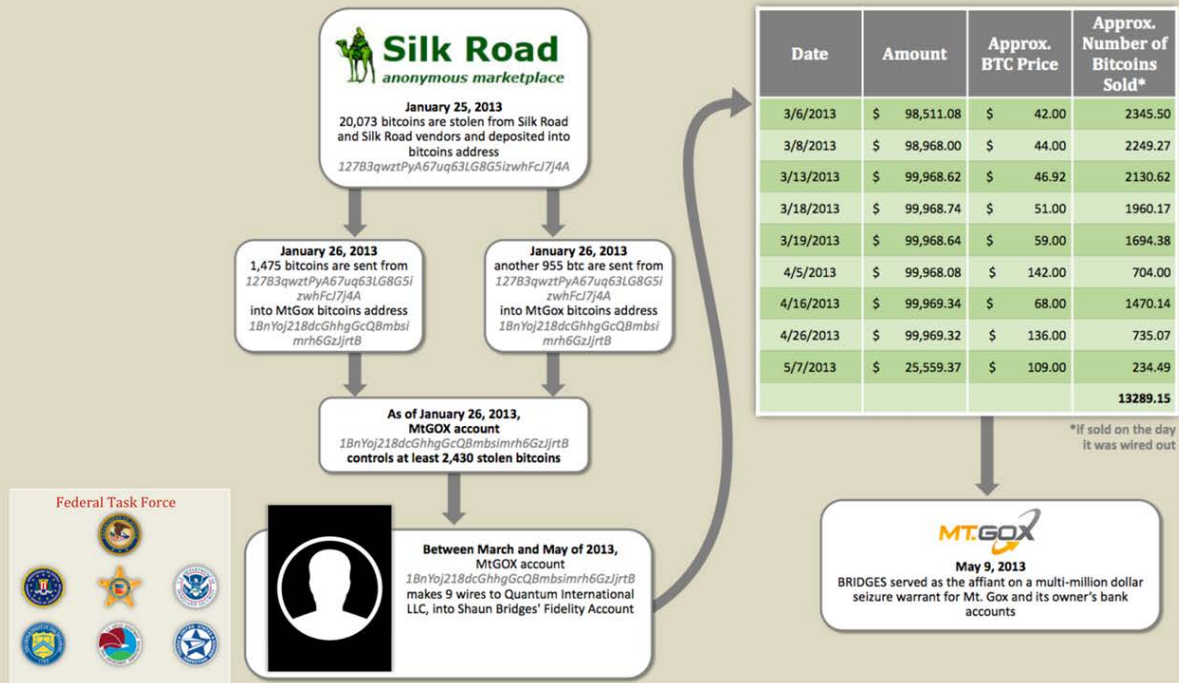 Silk Road
anonymous marketplace
January 25, 2013
20,073 bitcoins are stolen from Silk Road
and Silk Road vendors and deposited into
bitcoins address
127B3qwztPyA67uq63LG8G5izwhFcJ7j4A
January 26, 2013
1,475 bitcoins are sent from
127B3qwztPyA67uq63LG8G5i
zwhFcJ7j4A
into MtGox bitcoins address
1BnYoj218dcGhhgGcQBmbsi
mrh6GzJjrtB
January 26, 2013
another 955 btc are sent from
127B3qwztPyA67uq63LG8G5i
zwhFcJ7j4A
into MtGox bitcoins address
1BnYoj218dcGhhgGcQBmbsi
mrh6GzJjrtB
As of January 26, 2013,
MtGOX account
1BnYoj218dcGhhgGcQBmbsimrh6GzJjrtB
controls at least 2,430 stolen bitcoins
Between March and May of 2013,
MtGOX account
1BnYoj218dcGhhgGcQBmbsimrh6GzJjrtB
makes 9 wires to Quantum International
LLC, into Shaun Bridges' Fidelity Account
Federal Task Force
Date Amount Approx. BTC Price Approx. Number of Bitcoins Sold*
3/6/2013 $ 98,511.08 $ 42.00 2345.50
3/8/2013 $ 98,968.00 $ 44.00 2249.27
3/13/2013 $ 99,968.62 $ 46.92 2130.62
3/18/2013 $ 99,968.74 $ 51.00 1960.17
3/19/2013 $ 99,968.64 $ 59.00 1694.38
4/5/2013 $ 99,968.08 $ 142.00 704.00
4/16/2013 $ 99,969.34 $ 68.00 1470.14
4/26/2013 $ 99,969.32 $ 136.00 735.07
5/7/2013 $ 25,559.37 $ 109.00 234.49
13289.15
*if sold on the day
it was wired out
MT.GOX
May 9, 2013
BRIDGES served as the affiant on a multi-million dollar
seizure warrant for Mt. Gox and its owner's bank
accounts